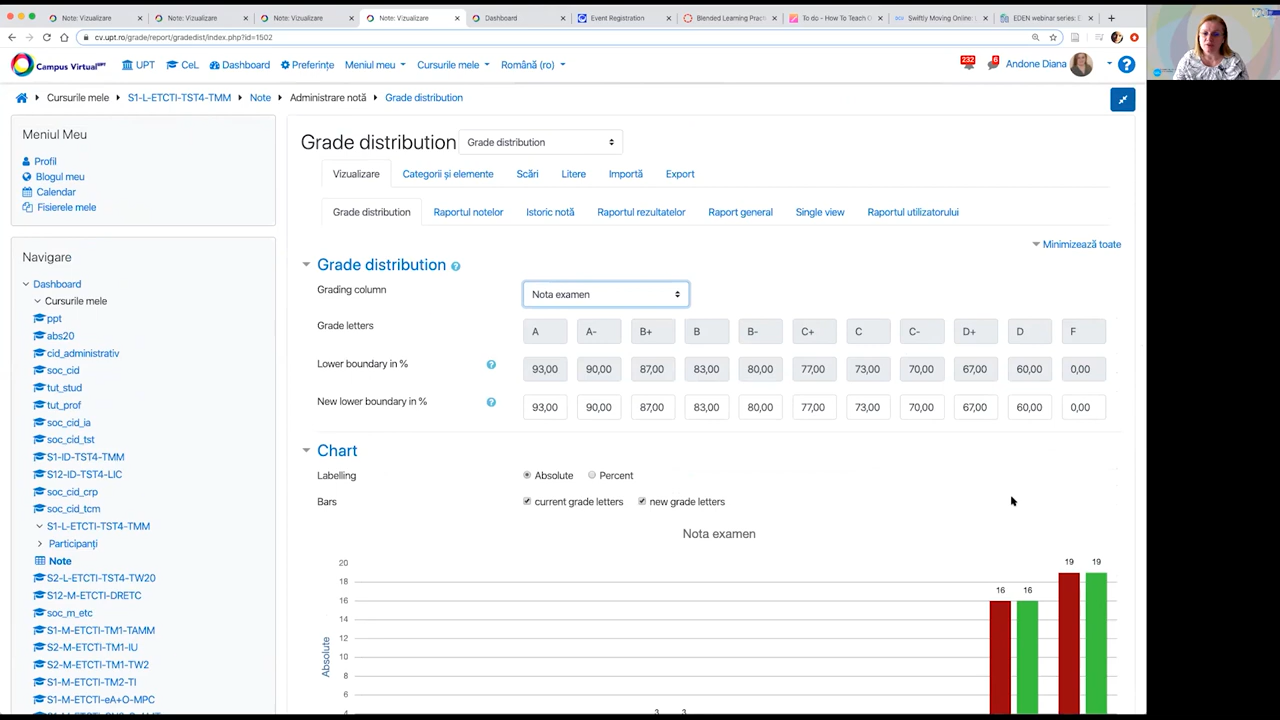 Note: Vizualizare
Note: Vizualizare
Note: Vizualizare
Note: Vizualizare
Dashboard
Event Registration
Blended Learning Practi
To do - How To Teach O
Swiftly Moving Online: L
EDEN webinar series: D
cv.upt.ro/grade/report/gradedist/index.php?id=1502
Campus Virtual UPT
UPT
CeL
Dashboard
Preferințe
Meniul meu
Cursurile mele
Română (ro)
232
6
Andone Diana
Cursurile mele
S1-L-ETCTI-TST4-TMM
Note
Administrare notă
Grade distribution
Meniul Meu
Profil
Blogul meu
Calendar
Fisierele mele
Navigare
Dashboard
Cursurile mele
ppt
abs20
cid_administrativ
soc_cid
tut_stud
tut_prof
soc_cid_ia
soc_cid_tst
S1-ID-TST4-TMM
S12-ID-TST4-LIC
soc_cid_crp
soc_cid_tcm
S1-L-ETCTI-TST4-TMM
Participanți
Note
S2-L-ETCTI-TST4-TW20
S12-M-ETCTI-DRETC
soc_m_etc
S1-M-ETCTI-TM1-TAMM
S2-M-ETCTI-TM1-IU
S2-M-ETCTI-TM1-TW2
S1-M-ETCTI-TM2-TI
S1-M-ETCTI-eA+O-MPC
Grade distribution
Grade distribution
Vizualizare
Categorii și elemente
Scări
Litere
Importă
Export
Grade distribution
Raportul notelor
Istoric notă
Raportul rezultatelor
Raport general
Single view
Raportul utilizatorului
Minimizează toate
Grade distribution
Grading column
Nota examen
Grade letters
A A- B+ B B- C+ C C- D+ D F
Lower boundary in %
93,00 90,00 87,00 83,00 80,00 77,00 73,00 70,00 67,00 60,00 0,00
New lower boundary in %
93,00 90,00 87,00 83,00 80,00 77,00 73,00 70,00 67,00 60,00 0,00
Chart
Labelling
Absolute
Percent
Bars
current grade letters
new grade letters
Nota examen
20
18
16
14
12
10
8
6
Absolute
16 16
19 19
3 3